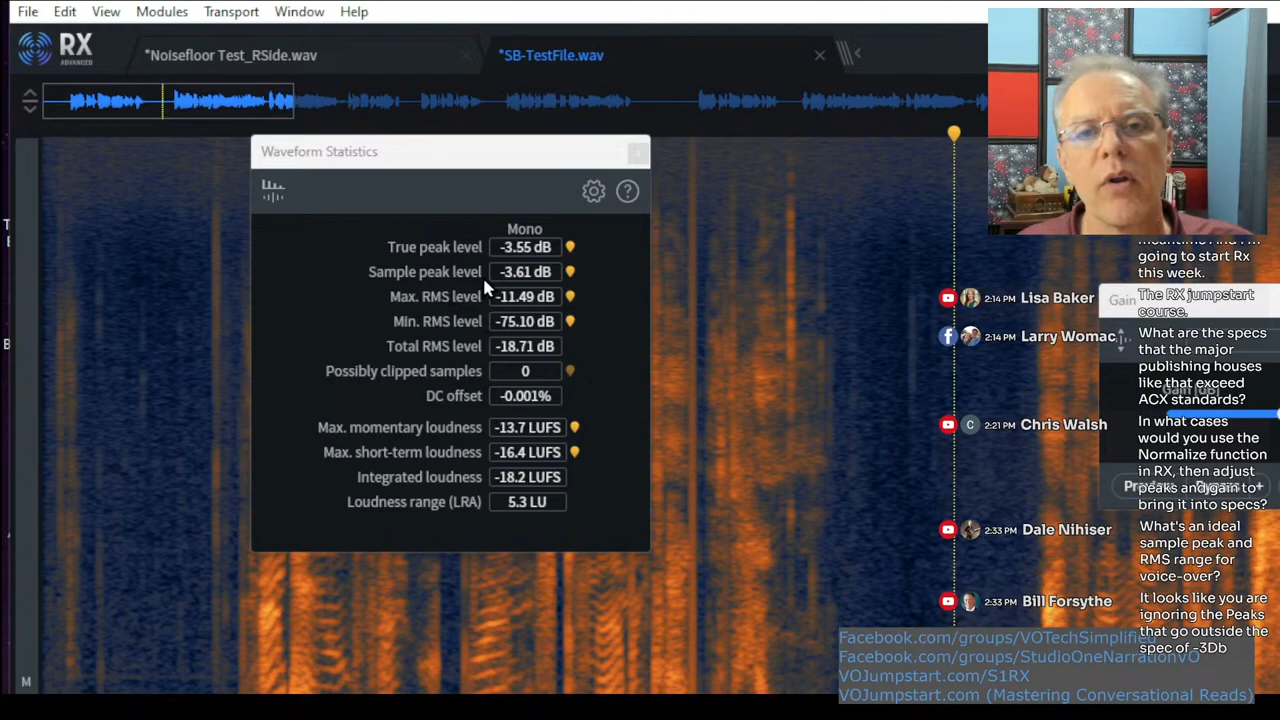 File Edit View Modules Transport Window Help
RX
ADVANCED
*Noisefloor Test_RSide.wav
*SB-TestFile.wav
Waveform Statistics
Mono
True peak level -3.55 dB
Sample peak level -3.61 dB
Max. RMS level -11.49 dB
Min. RMS level -75.10 dB
Total RMS level -18.71 dB
Possibly clipped samples 0
DC offset -0.001%
Max. momentary loudness -13.7 LUFS
Max. short-term loudness -16.4 LUFS
Integrated loudness -18.2 LUFS
Loudness range (LRA) 5.3 LU
M
going to start Rx
this week.
2:14 PM Lisa Baker
The RX jumpstart
course.
Gain
2:14 PM Larry Womac
What are the specs
that the major
publishing houses
like that exceed
ACX standards?
2:21 PM Chris Walsh
In what cases
would you use the
Normalize function
in RX, then adjust
peaks and gain to
bring it into specs?
2:33 PM Dale Nihiser
What's an ideal
sample peak and
RMS range for
voice-over?
2:33 PM Bill Forsythe
It looks like you are
ignoring the Peaks
that go outside the
spec of -3Db
Facebook.com/groups/VOTechSimplified
Facebook.com/groups/StudioOneNarrationVO
VOJumpstart.com/S1RX
VOJumpstart.com (Mastering Conversational Reads)